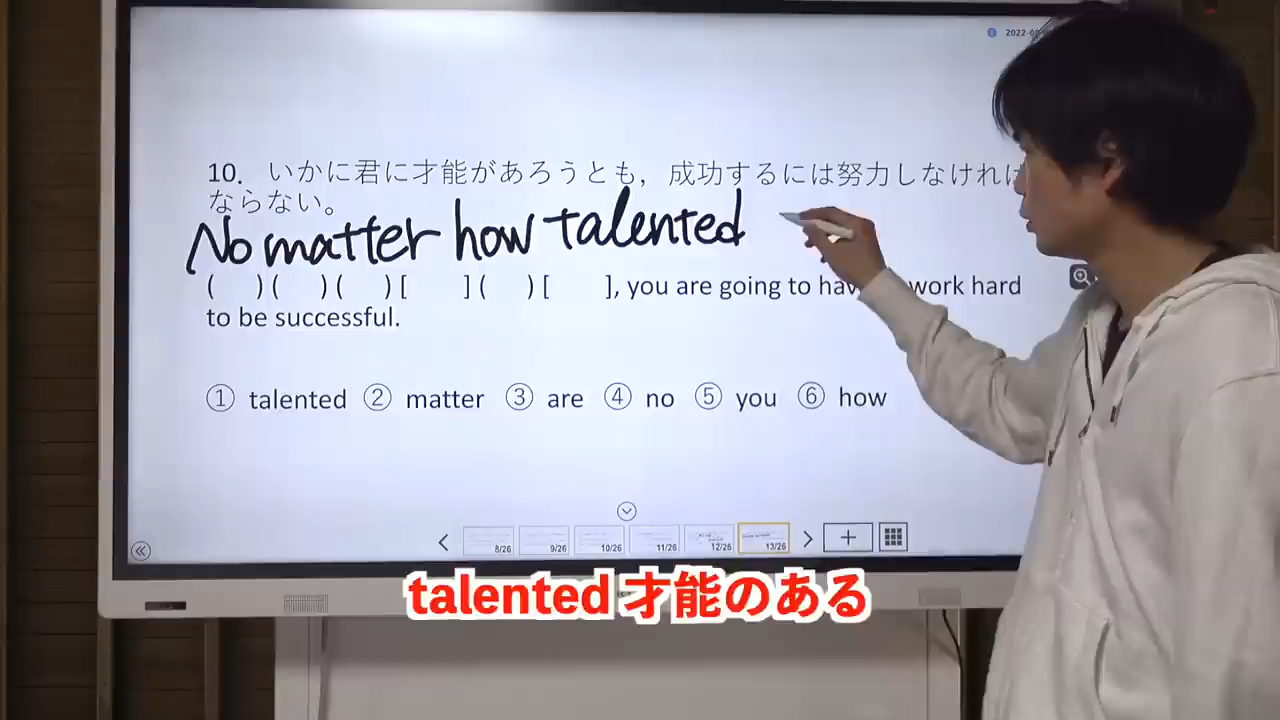 2022-0
10. いかに君に才能があろうとも，成功するには努力しなければ
ならない。
No matter how talented
(   )(   )(   )[   ](   )[   ], you are going to hav work hard
to be successful.
① talented ② matter ③ are ④ no ⑤ you ⑥ how
8/26 9/26 10/26 11/26 12/26 13/26
talented 才能のある